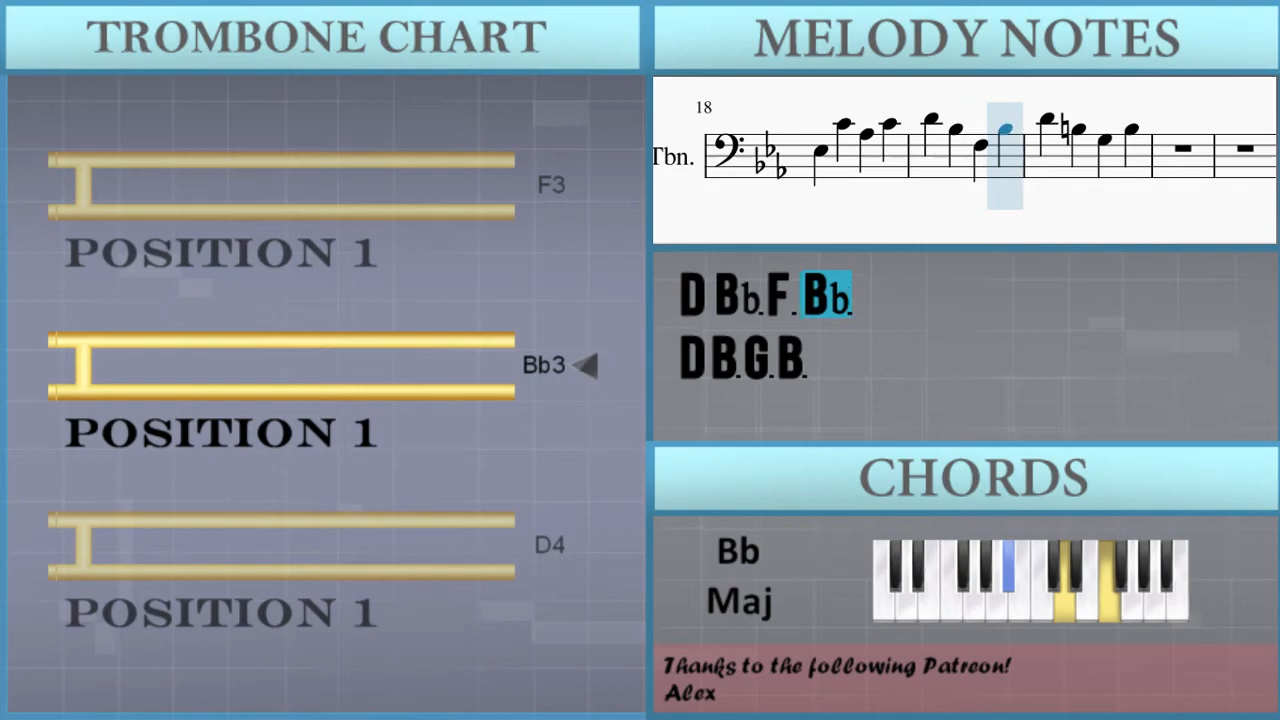 TROMBONE CHART
F3
POSITION 1
Bb3
POSITION 1
D4
POSITION 1
MELODY NOTES
18
Tbn.
D Bb. F. Bb.
D B. G. B.
CHORDS
Bb
Maj
Thanks to the following Patreon!
Alex